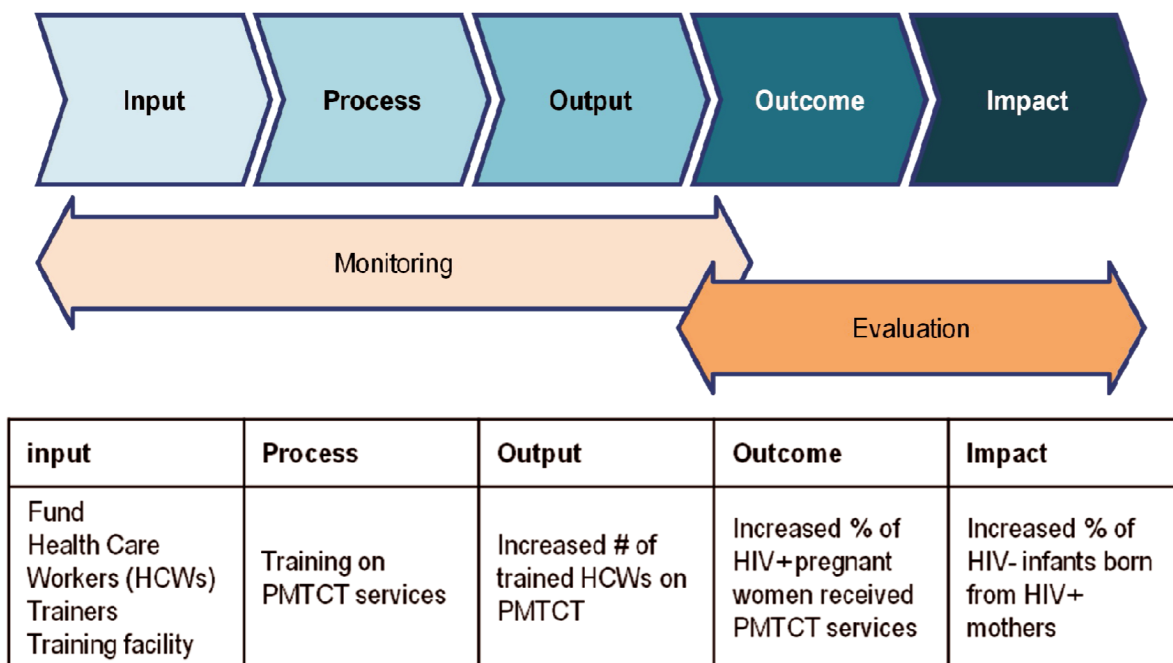 Input
Process
Output
Outcome
Impact
Monitoring
Evaluation
input
Process
Output
Outcome
Impact
Fund
Health Care
Workers (HCWs)
Trainers
Training facility
Training on
PMTCT services
Increased # of
trained HCWs on
PMTCT
Increased % of
HIV+pregnant
women received
PMTCT services
Increased % of
HIV- infants born
from HIV+
mothers